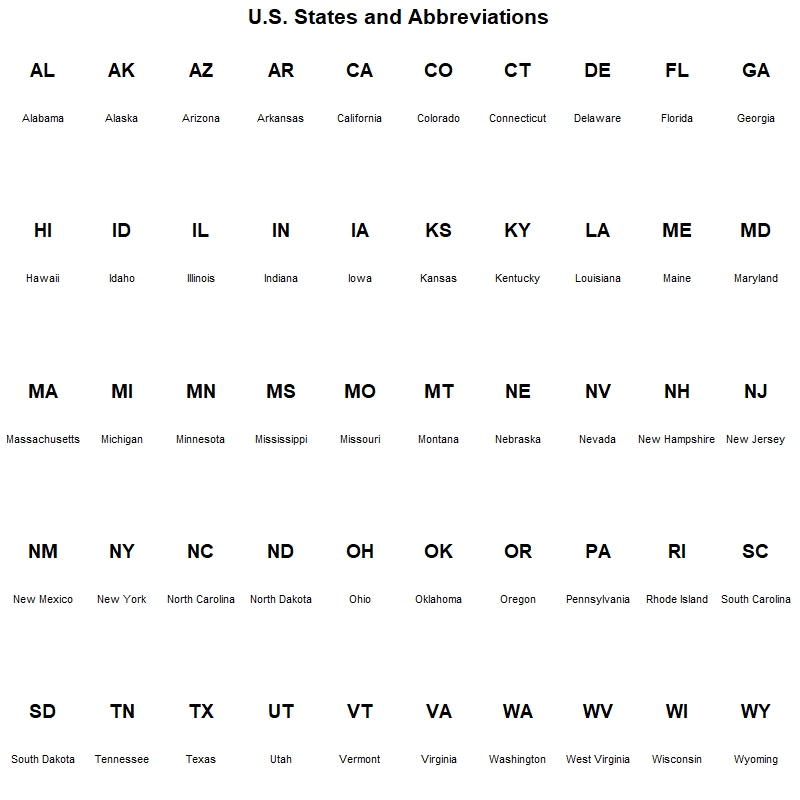 U.S. States and Abbreviations
AL AK AZ AR CA CO CT DE FL GA
Alabama Alaska Arizona Arkansas California Colorado Connecticut Delaware Florida Georgia
HI ID IL IN IA KS KY LA ME MD
Hawaii Idaho Illinois Indiana Iowa Kansas Kentucky Louisiana Maine Maryland
MA MI MN MS MO MT NE NV NH NJ
Massachusetts Michigan Minnesota Mississippi Missouri Montana Nebraska Nevada New Hampshire New Jersey
NM NY NC ND OH OK OR PA RI SC
New Mexico New York North Carolina North Dakota Ohio Oklahoma Oregon Pennsylvania Rhode Island South Carolina
SD TN TX UT VT VA WA WV WI WY
South Dakota Tennessee Texas Utah Vermont Virginia Washington West Virginia Wisconsin Wyoming